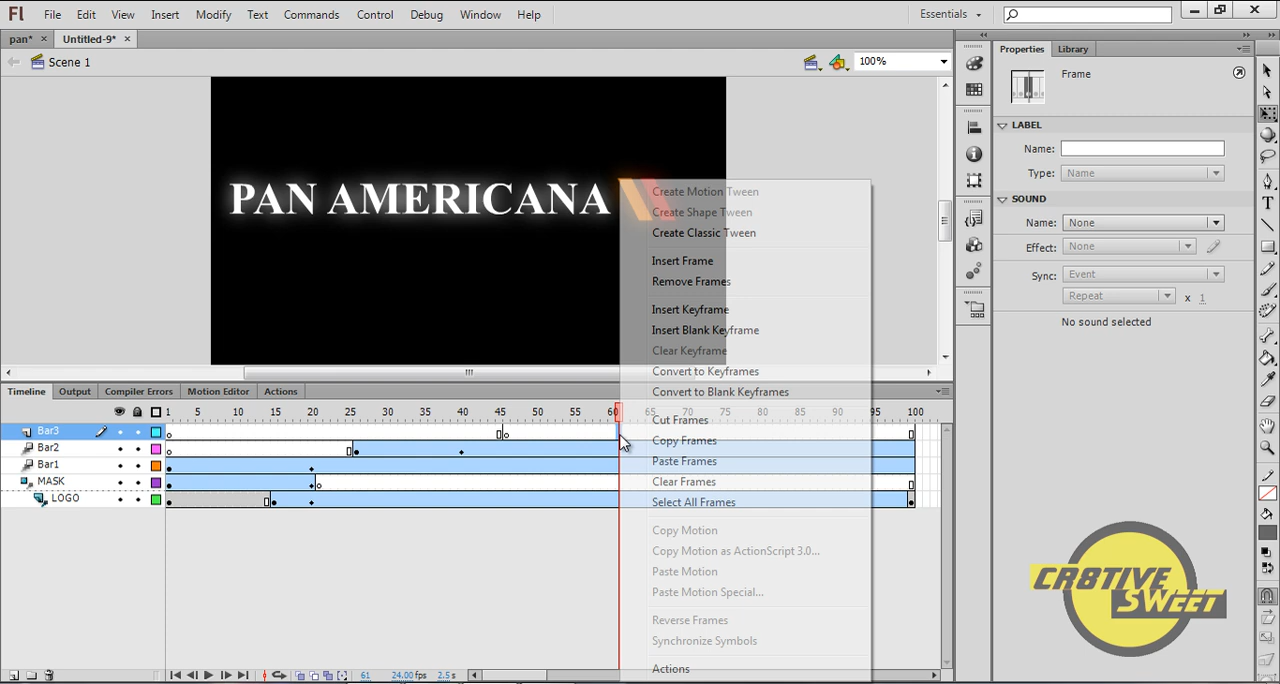 Fl File Edit View Insert Modify Text Commands Control Debug Window Help Essentials
pan* × Untitled-9* ×
Scene 1 100%
PAN AMERICANA
Properties Library
Frame
LABEL
Name:
Type: Name
SOUND
Name: None
Effect: None
Sync: Event
Repeat x 1
No sound selected
Create Motion Tween
Create Shape Tween
Create Classic Tween
Insert Frame
Remove Frames
Insert Keyframe
Insert Blank Keyframe
Clear Keyframe
Convert to Keyframes
Convert to Blank Keyframes
Cut Frames
Copy Frames
Paste Frames
Clear Frames
Select All Frames
Copy Motion
Copy Motion as ActionScript 3.0...
Paste Motion
Paste Motion Special...
Reverse Frames
Synchronize Symbols
Actions
Timeline Output Compiler Errors Motion Editor Actions
1 5 10 15 20 25 30 35 40 45 50 55 60 65 70 75 80 85 90 95 100
Bar3
Bar2
Bar1
MASK
LOGO
61 24.00 fps 2.5 s
CR8TIVE
SWEET